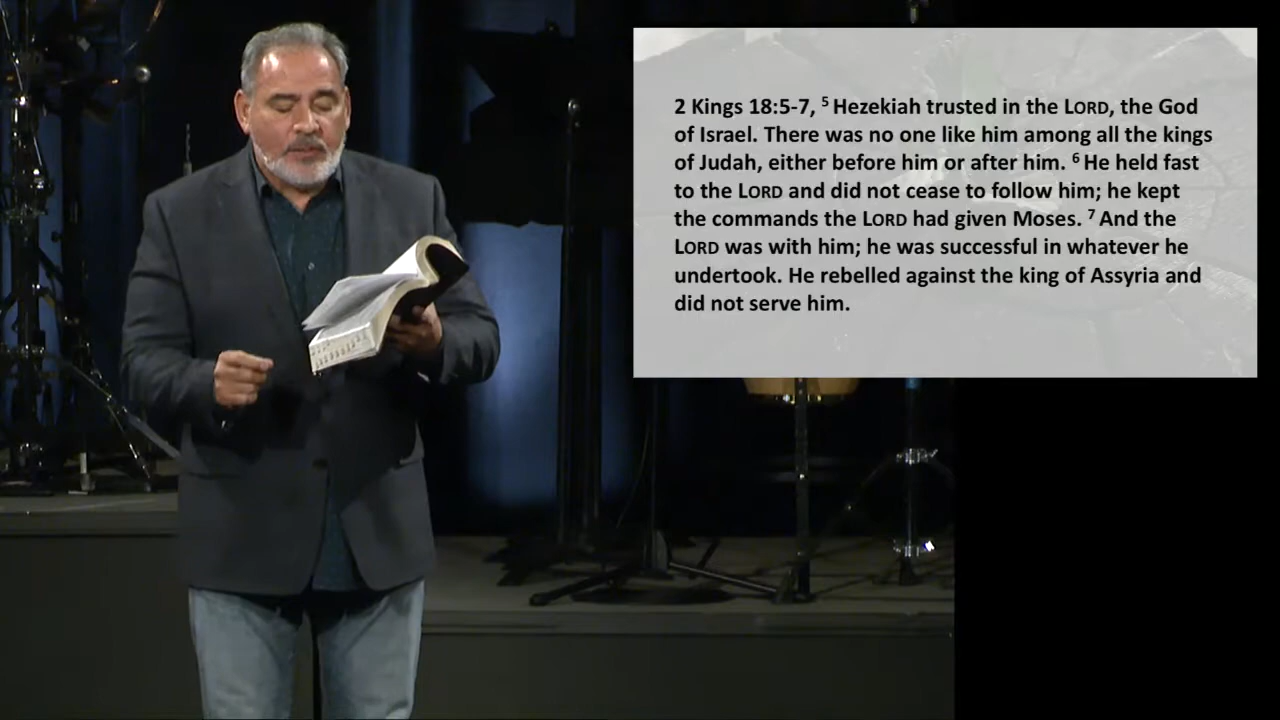 2 Kings 18:5-7, ⁵ Hezekiah trusted in the LORD, the God
of Israel. There was no one like him among all the kings
of Judah, either before him or after him. ⁶ He held fast
to the LORD and did not cease to follow him; he kept
the commands the LORD had given Moses. ⁷ And the
LORD was with him; he was successful in whatever he
undertook. He rebelled against the king of Assyria and
did not serve him.